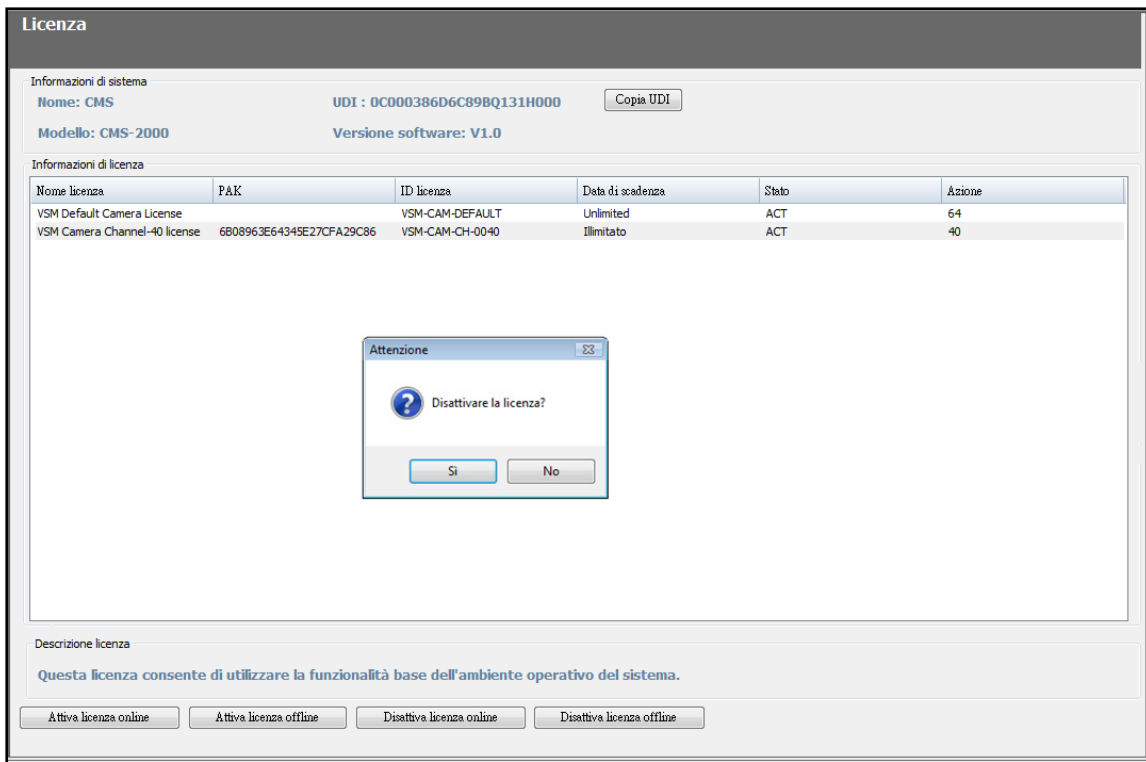 Licenza
Informazioni di sistema
Nome: CMS UDI : 0C000386D6C89BQ131H000 Copia UDI
Modello: CMS-2000 Versione software: V1.0
Informazioni di licenza
Nome licenza PAK ID licenza Data di scadenza Stato Azione
VSM Default Camera License VSM-CAM-DEFAULT Unlimited ACT 64
VSM Camera Channel-40 license 6B08963E64345E27CFA29C86 VSM-CAM-CH-0040 Illimitato ACT 40
Attenzione
Disattivare la licenza?
Sì No
Descrizione licenza
Questa licenza consente di utilizzare la funzionalità base dell'ambiente operativo del sistema.
Attiva licenza online Attiva licenza offline Disattiva licenza online Disattiva licenza offline